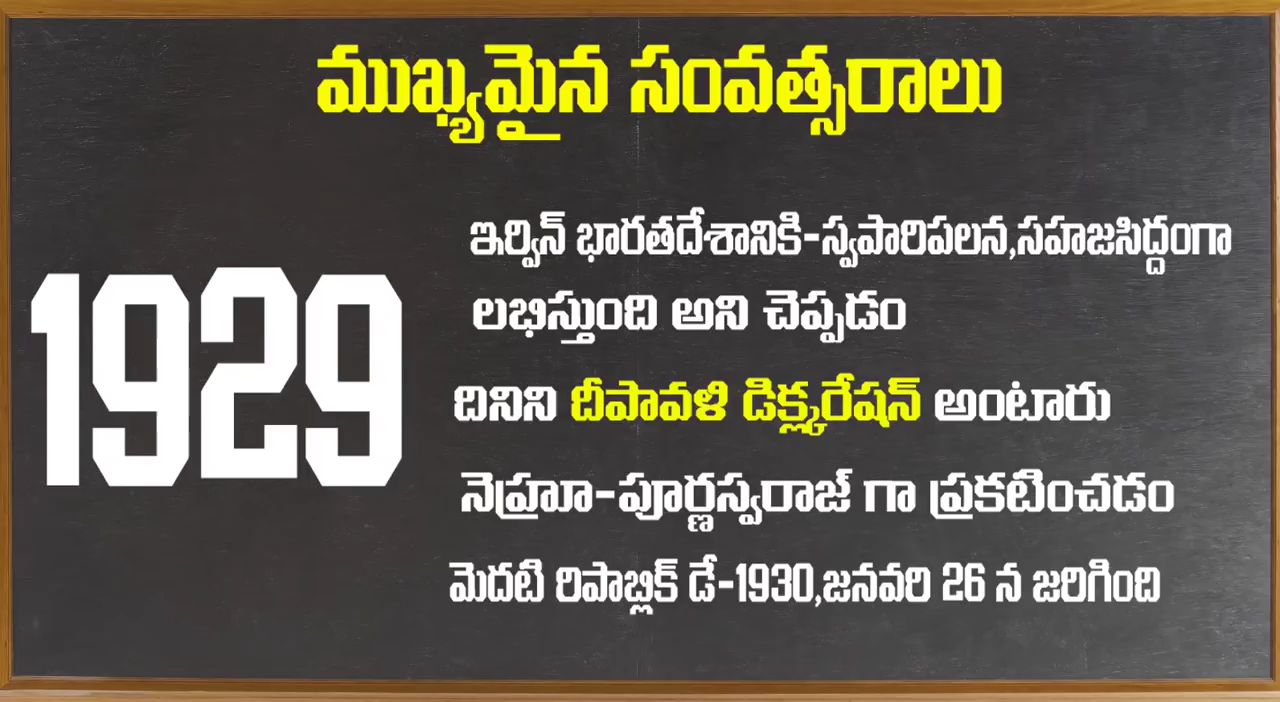 ముఖ్యమైన సంవత్సరాలు
1929
ఇర్విన్ భారతదేశానికి-స్వపారిపలన,సహజసిద్దంగా
లభిస్తుంది అని చెప్పడం
దినిని దీపావళి డిక్ల్కరేషన్ అంటారు
నెహ్రూ-పూర్ణస్వరాజ్ గా ప్రకటించడం
మెదటి రిపాబ్లిక్ డే-1930,జనవరి 26 న జరిగింది